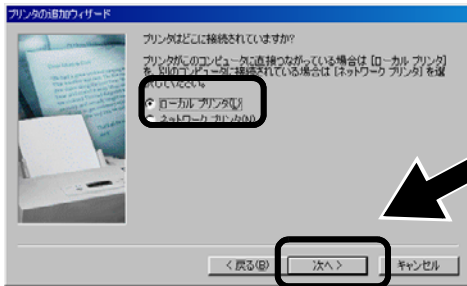 プリンタの追加ウィザード
プリンタはどこに接続されていますか?
プリンタがこのコンピュータに直接つながっている場合は [ローカル プリンタ]
を、別のコンピュータに接続されている場合は [ネットワーク プリンタ] を選
択してください。
ローカル プリンタ(L)
ネットワーク プリンタ(N)
< 戻る(B)
次へ >
キャンセル